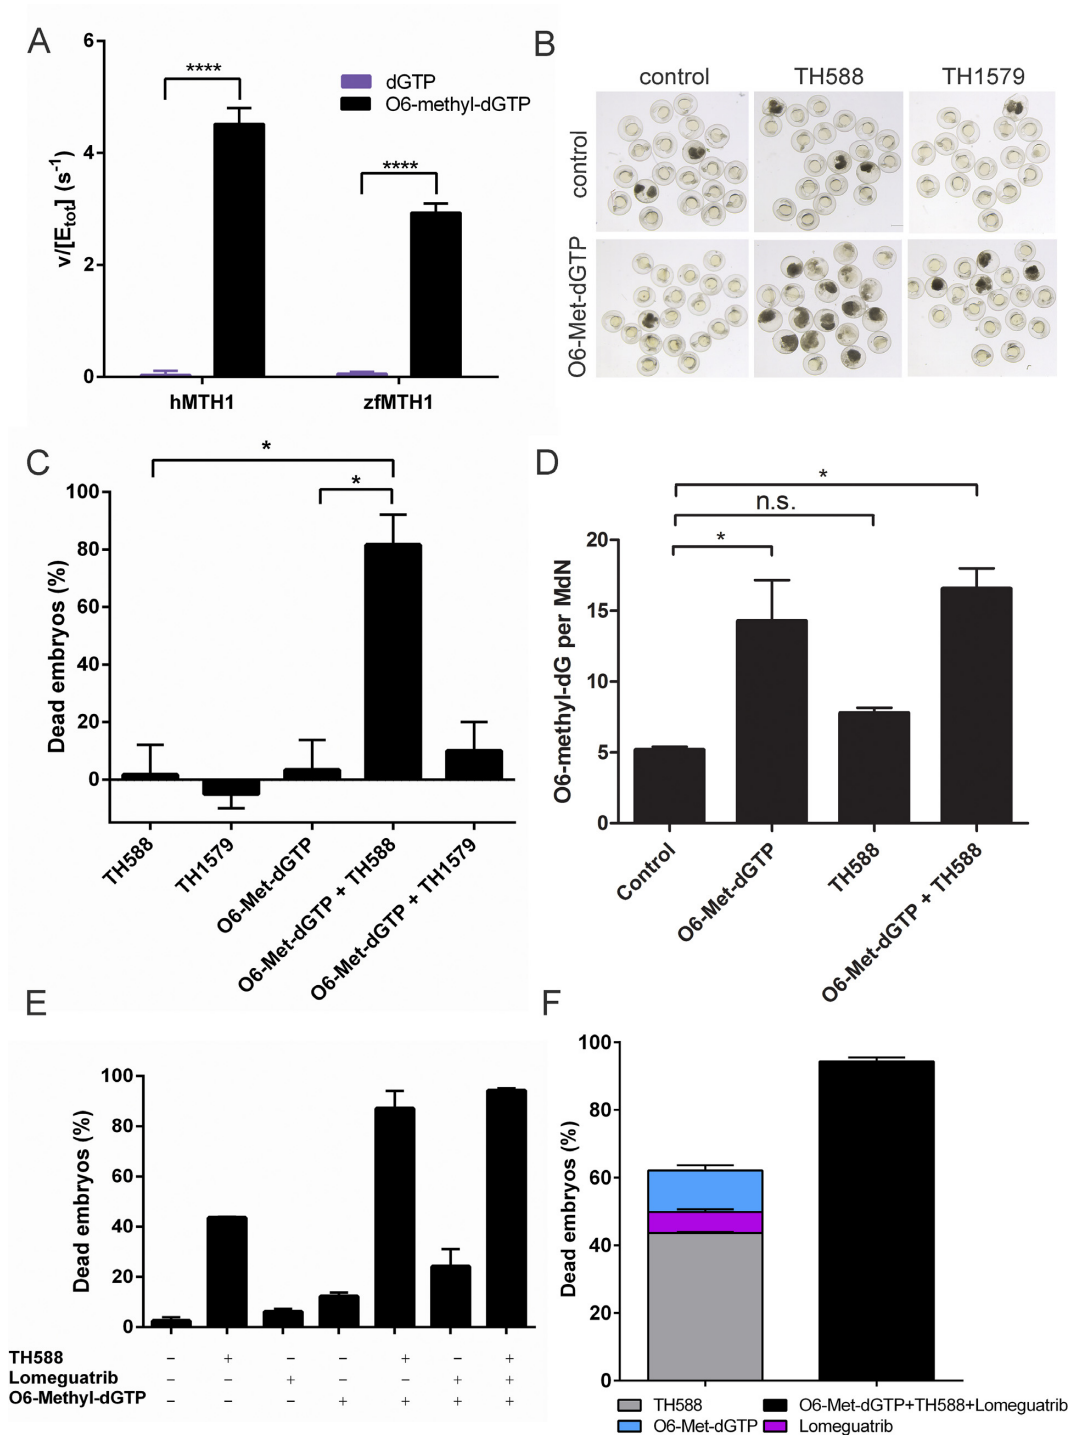 A
6
4
2
0
v/[Etot] (s-1)
****
****
dGTP
O6-methyl-dGTP
hMTH1
zfMTH1
B
control
TH588
TH1579
control
O6-Met-dGTP
C
*
*
100
80
60
40
20
0
Dead embryos (%)
TH588
TH1579
O6-Met-dGTP
O6-Met-dGTP + TH588
O6-Met-dGTP + TH1579
D
*
n.s.
*
20
15
10
5
0
O6-methyl-dG per MdN
Control
O6-Met-dGTP
TH588
O6-Met-dGTP + TH588
E
100
80
60
40
20
0
Dead embryos (%)
TH588 – + – – + – +
Lomeguatrib – – + – – + +
O6-Methyl-dGTP – – – + + + +
F
100
80
60
40
20
0
Dead embryos (%)
TH588
O6-Met-dGTP+TH588+Lomeguatrib
O6-Met-dGTP
Lomeguatrib